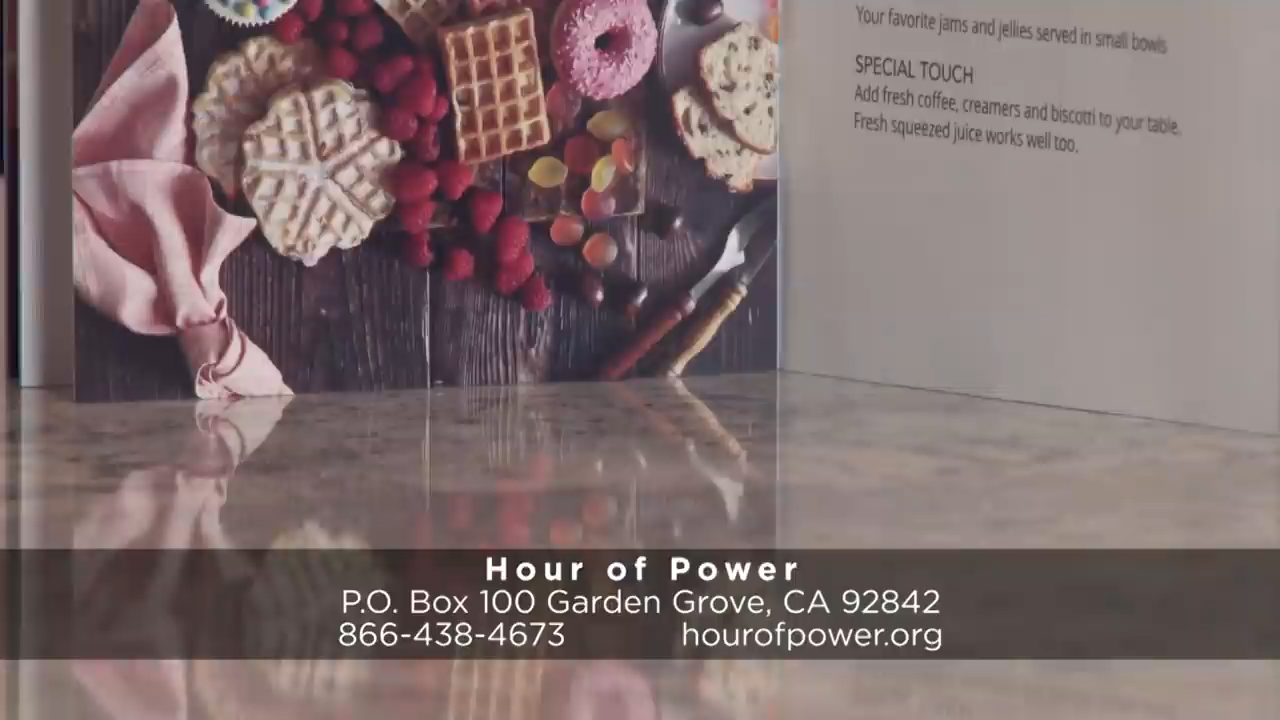 Your favorite jams and jellies served in small bowls
SPECIAL TOUCH
Add fresh coffee, creamers and biscotti to your table.
Fresh squeezed juice works well too.
Hour of Power
P.O. Box 100 Garden Grove, CA 92842
866-438-4673 hourofpower.org